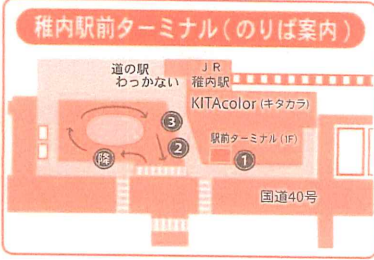 稚内駅前ターミナル(のりば案内)
道の駅
わっかない
JR
稚内駅
KITAcolor(キタカラ)
駅前ターミナル(1F)
③
②
①
降
国道40号